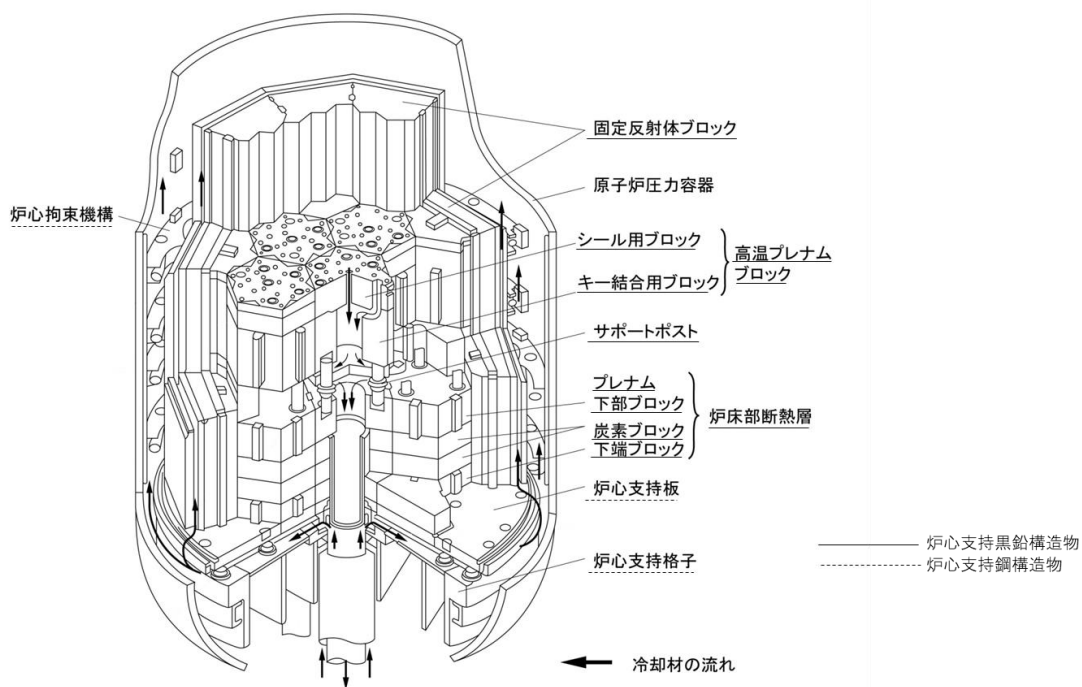 固定反射体ブロック
原子炉圧力容器
炉心拘束機構
シール用ブロック
高温プレナム
ブロック
キー結合用ブロック
サポートポスト
プレナム
下部ブロック
炉床部断熱層
炭素ブロック
下端ブロック
炉心支持板
炉心支持黒鉛構造物
炉心支持格子
炉心支持鋼構造物
冷却材の流れ